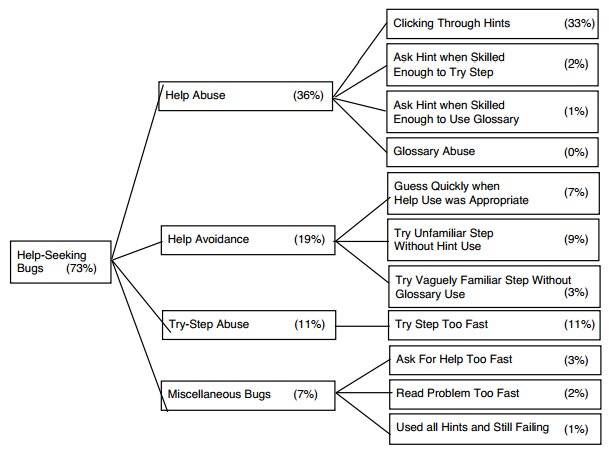 Help-Seeking
Bugs (73%)
Help Abuse (36%)
Clicking Through Hints (33%)
Ask Hint when Skilled
Enough to Try Step (2%)
Ask Hint when Skilled
Enough to Use Glossary (1%)
Glossary Abuse (0%)
Help Avoidance (19%)
Guess Quickly when
Help Use was Appropriate (7%)
Try Unfamiliar Step
Without Hint Use (9%)
Try Vaguely Familiar Step Without
Glossary Use (3%)
Try-Step Abuse (11%)
Try Step Too Fast (11%)
Miscellaneous Bugs (7%)
Ask For Help Too Fast (3%)
Read Problem Too Fast (2%)
Used all Hints and Still Failing (1%)